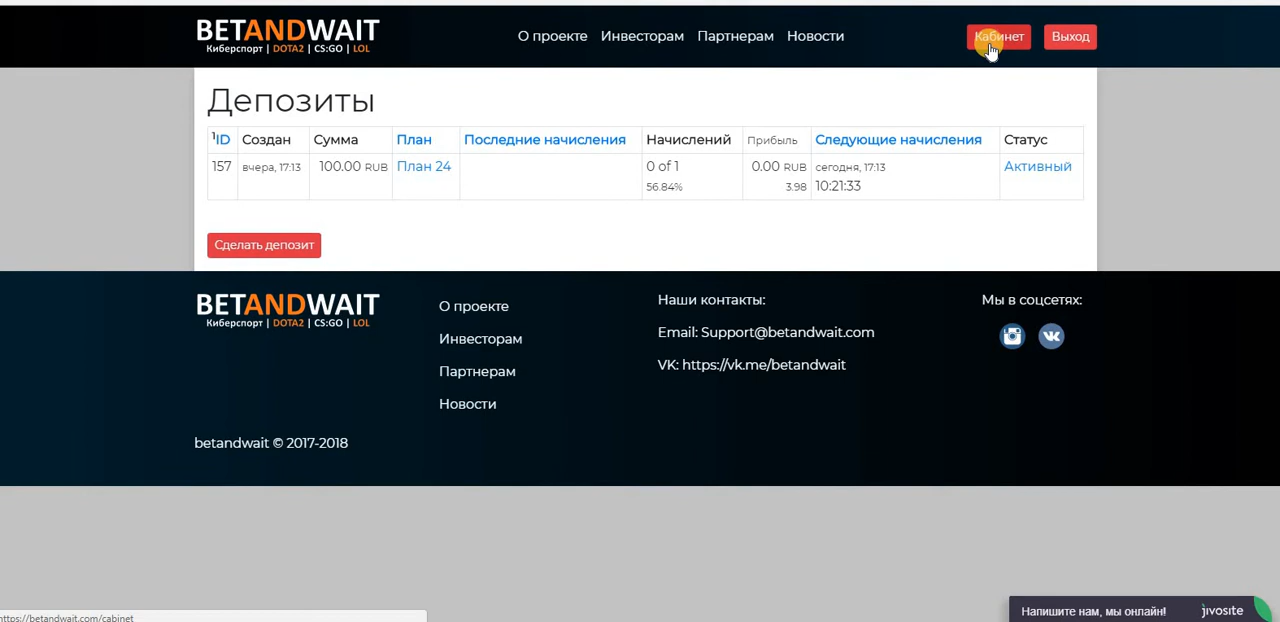 BETANDWAIT
Киберспорт | DOTA2 | CS:GO | LOL
О проекте Инвесторам Партнерам Новости
Кабинет Выход
Депозиты
1ID Создан Сумма План Последние начисления Начислений Прибыль Следующие начисления Статус
157 вчера, 17:13 100.00 RUB План 24 0 of 1 0.00 RUB сегодня, 17:13 Активный
56.84% 3.98 10:21:33
Сделать депозит
BETANDWAIT
Киберспорт | DOTA2 | CS:GO | LOL
О проекте
Инвесторам
Партнерам
Новости
Наши контакты:
Email: Support@betandwait.com
VK: https://vk.me/betandwait
Мы в соцсетях:
betandwait © 2017-2018
Напишите нам, мы онлайн! jivosite
https://betandwait.com/cabinet